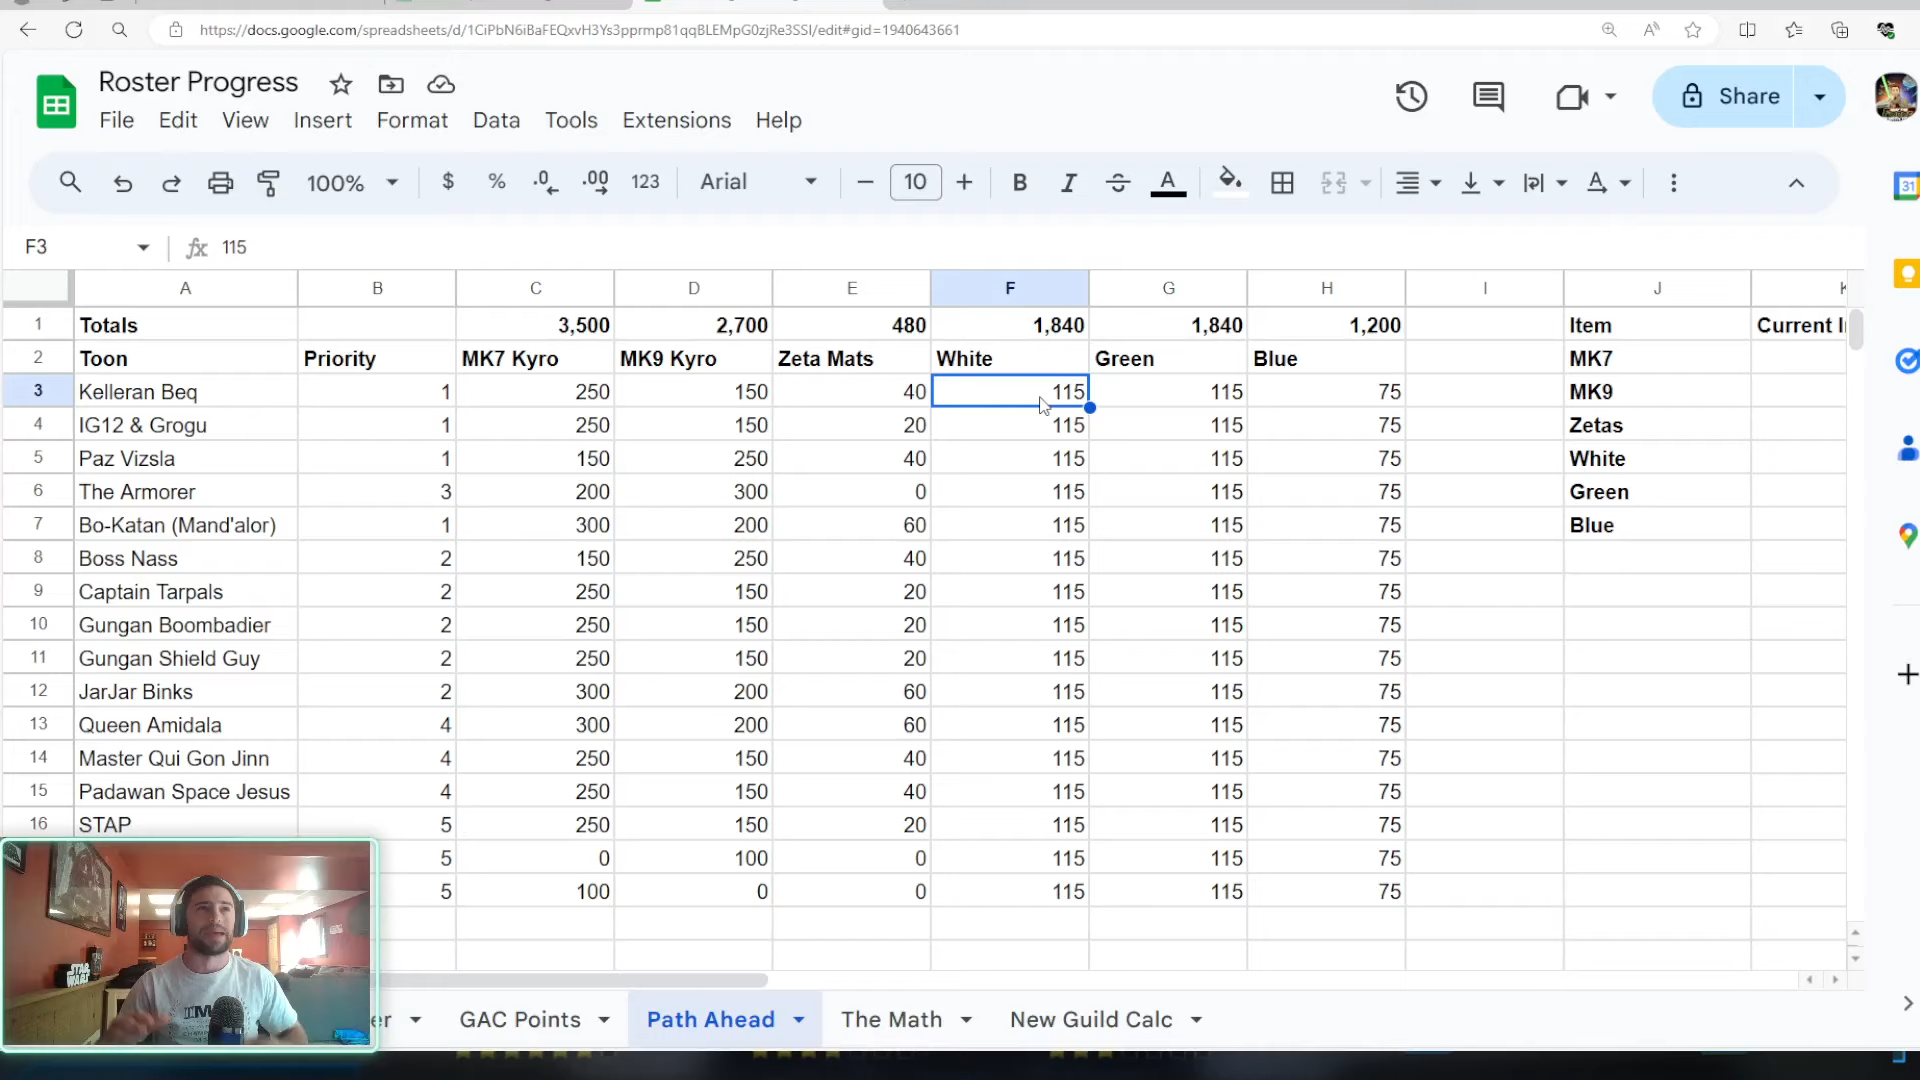 https://docs.google.com/spreadsheets/d/1CiPbN6iBaFEQxvH3Ys3pprmp81qqBLEMpG0zjRe3SSI/edit#gid=1940643661
Roster Progress
File Edit View Insert Format Data Tools Extensions Help
Share
100% $ % .0 .00 123 Arial 10 B I S A
31
F3 fx 115
A B C D E F G H I J K
1 Totals 3,500 2,700 480 1,840 1,840 1,200 Item Current
2 Toon Priority MK7 Kyro MK9 Kyro Zeta Mats White Green Blue MK7
3 Kelleran Beq 1 250 150 40 115 115 75 MK9
4 IG12 & Grogu 1 250 150 20 115 115 75 Zetas
5 Paz Vizsla 1 150 250 40 115 115 75 White
6 The Armorer 3 200 300 0 115 115 75 Green
7 Bo-Katan (Mand'alor) 1 300 200 60 115 115 75 Blue
8 Boss Nass 2 150 250 40 115 115 75
9 Captain Tarpals 2 250 150 20 115 115 75
10 Gungan Boombadier 2 250 150 20 115 115 75
11 Gungan Shield Guy 2 250 150 20 115 115 75
12 JarJar Binks 2 300 200 60 115 115 75
13 Queen Amidala 4 300 200 60 115 115 75
14 Master Qui Gon Jinn 4 250 150 40 115 115 75
15 Padawan Space Jesus 4 250 150 40 115 115 75
16 STAP 5 250 150 20 115 115 75
5 0 100 0 115 115 75
5 100 0 0 115 115 75
STAR WARS
er GAC Points Path Ahead The Math New Guild Calc